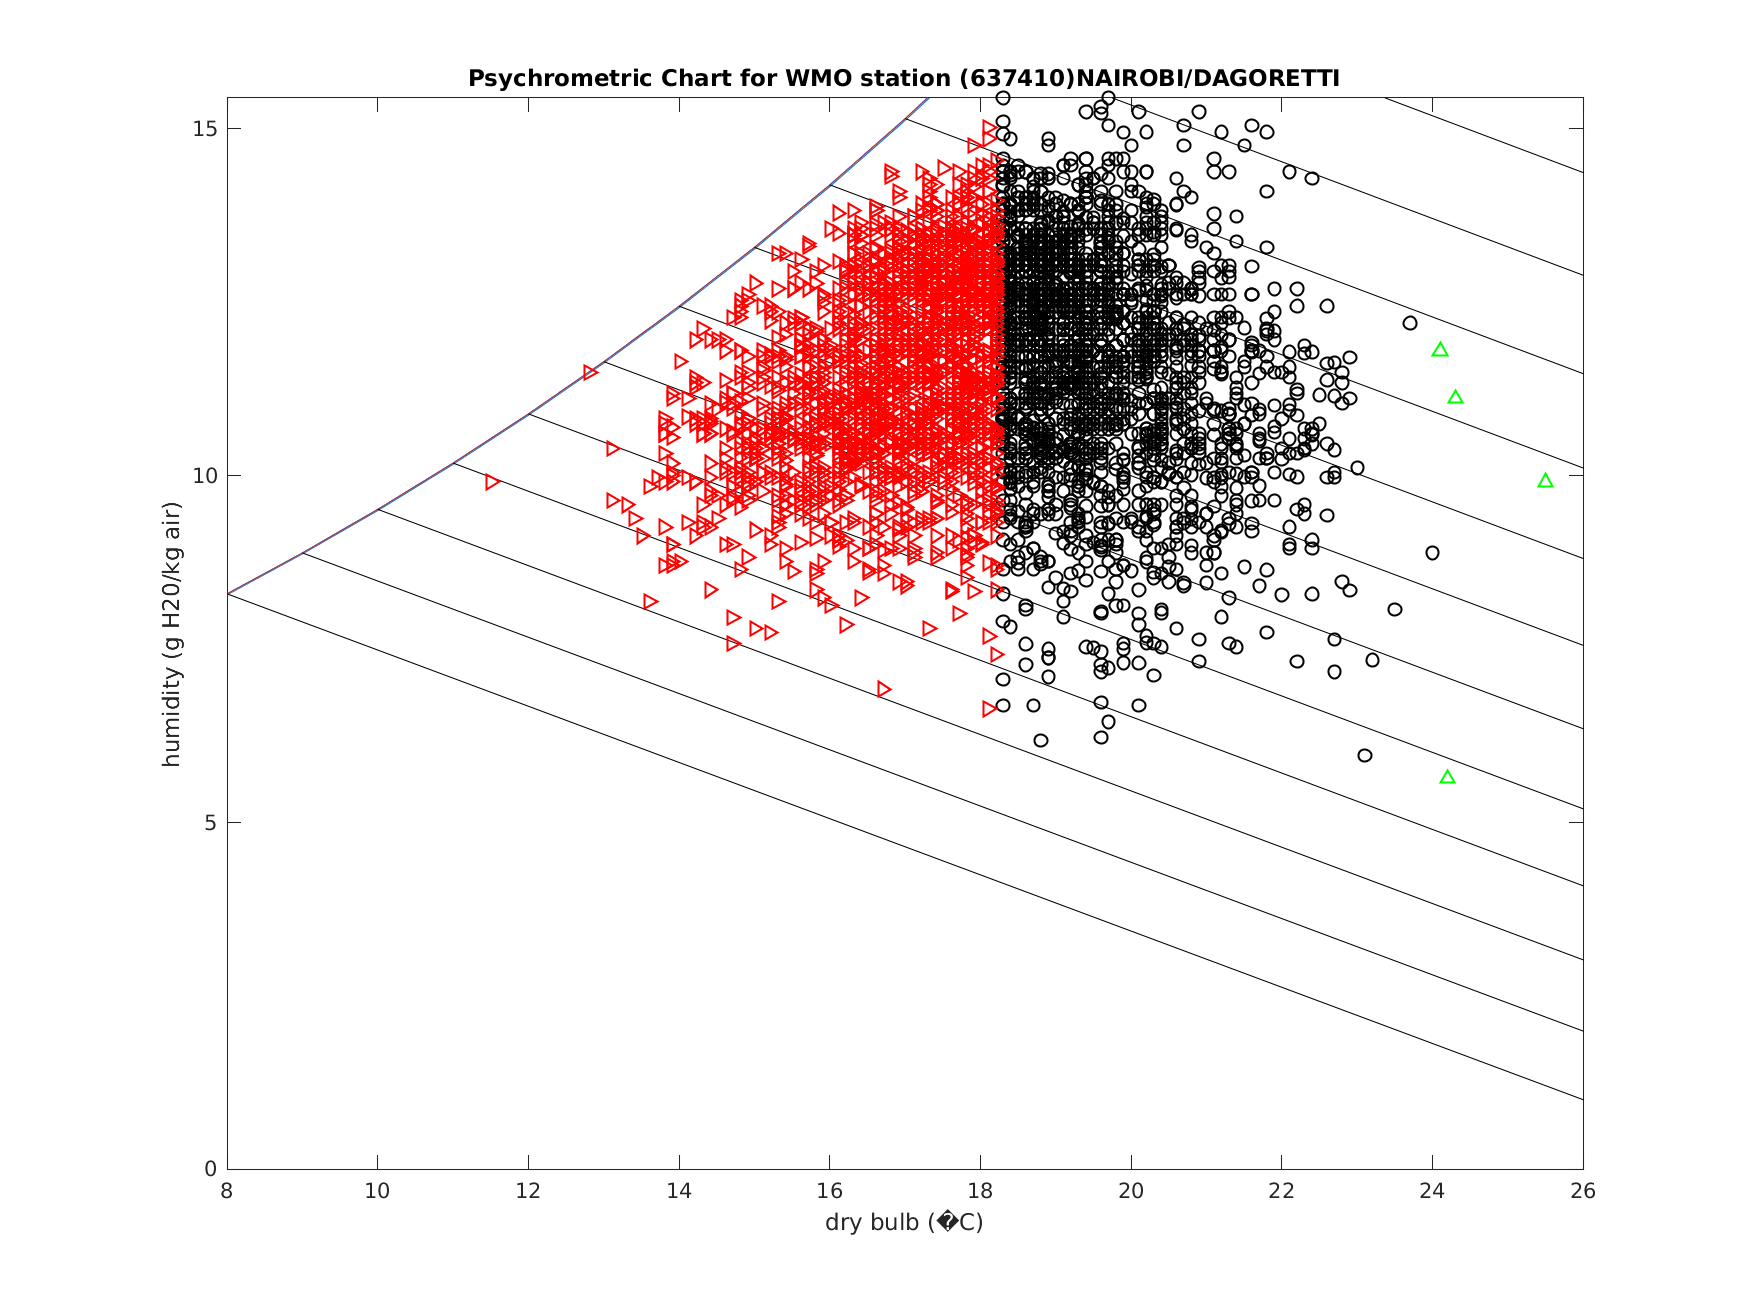 Psychrometric Chart for WMO station (637410)NAIROBI/DAGORETTI
15
10
5
0
humidity (g H20/kg air)
8 10 12 14 16 18 20 22 24 26
dry bulb (�C)